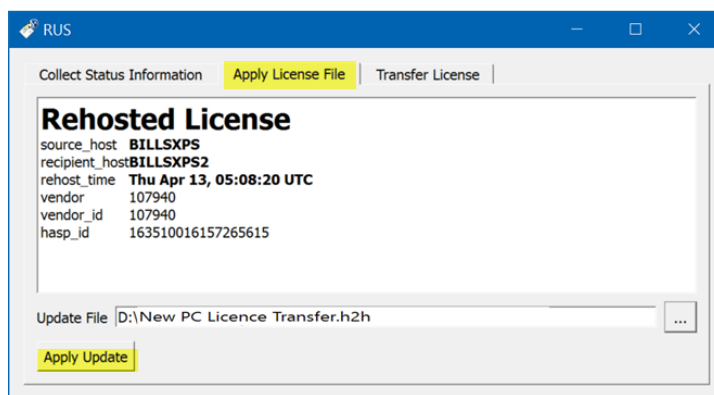 RUS
Collect Status Information Apply License File Transfer License
Rehosted License
source_host BILLSXPS
recipient_hostBILLSXPS2
rehost_time Thu Apr 13, 05:08:20 UTC
vendor 107940
vendor_id 107940
hasp_id 163510016157265615
Update File D:\New PC Licence Transfer.h2h ...
Apply Update